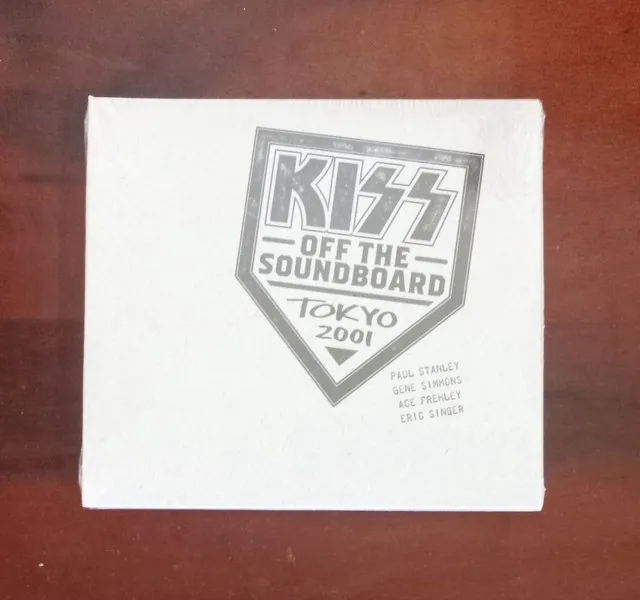 KISS
OFF THE
SOUNDBOARD
TOKYO
2001
PAUL STANLEY
GENE SIMMONS
ACE FREHLEY
ERIC SINGER